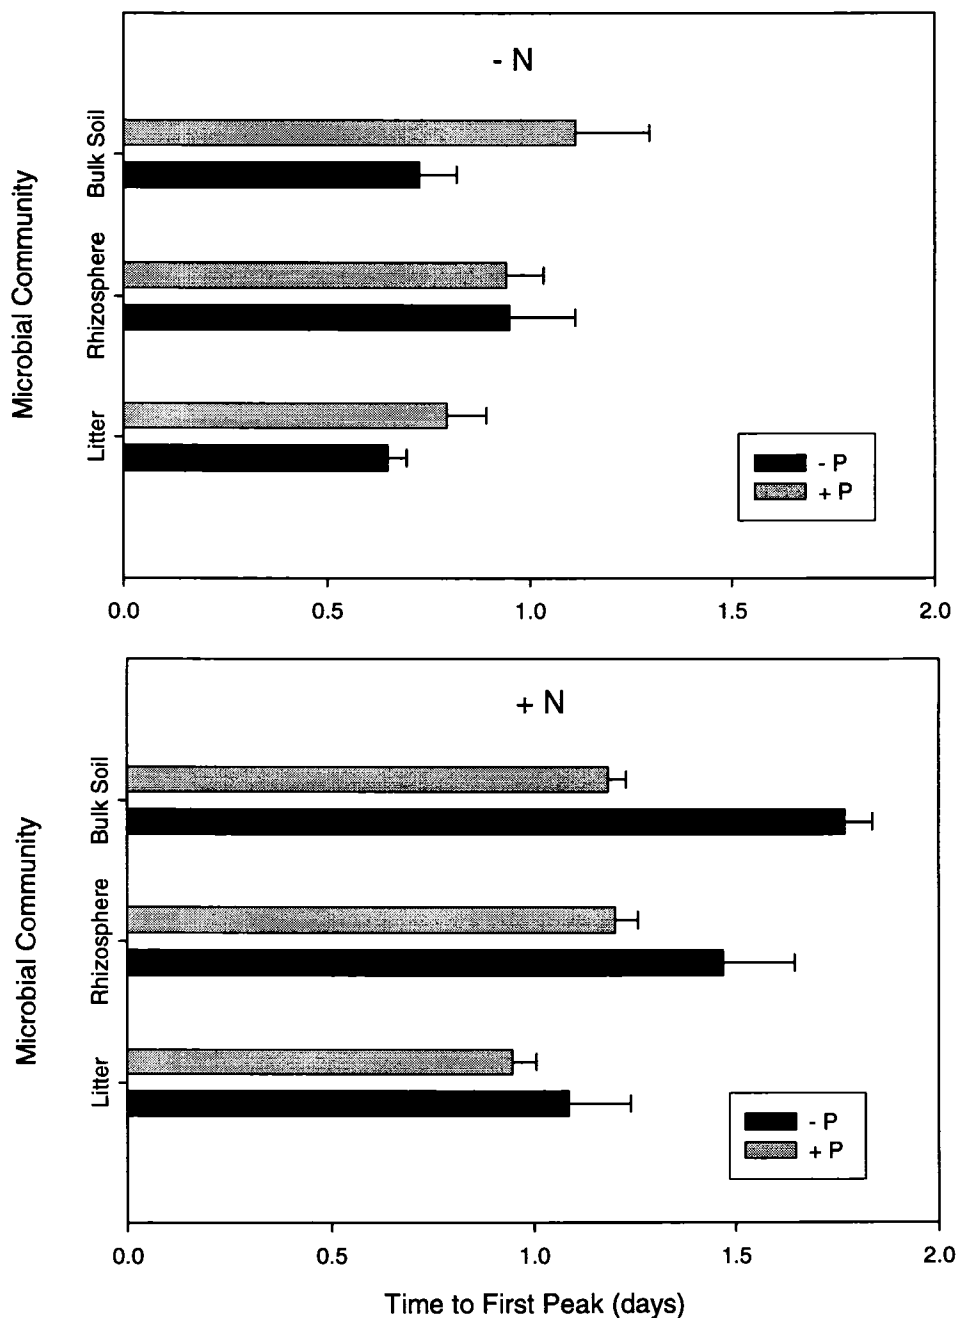 - N
Microbial Community
Bulk Soil
Rhizosphere
Litter
- P
+ P
0.0 0.5 1.0 1.5 2.0
+ N
Microbial Community
Bulk Soil
Rhizosphere
Litter
- P
+ P
0.0 0.5 1.0 1.5 2.0
Time to First Peak (days)